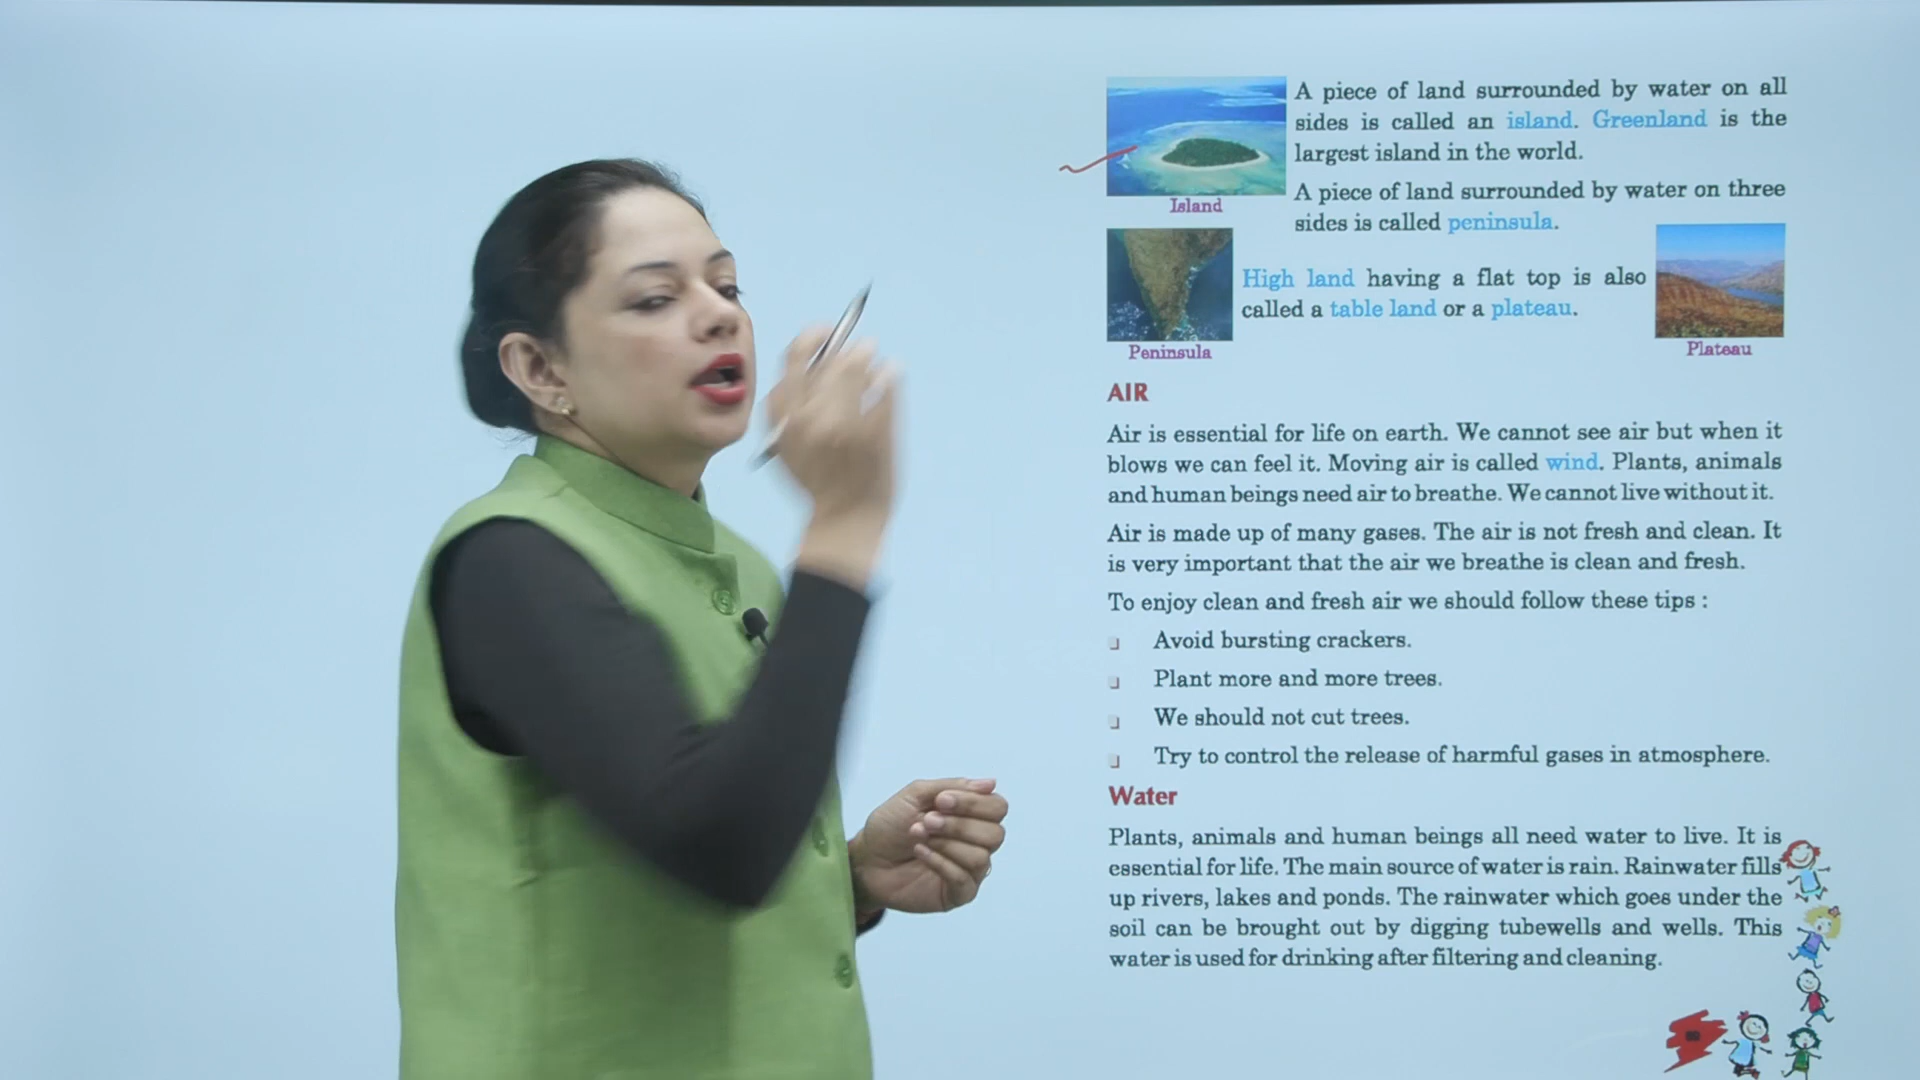 A piece of land surrounded by water on all
sides is called an island. Greenland is the
largest island in the world.
Island
A piece of land surrounded by water on three
sides is called peninsula.
Peninsula
High land having a flat top is also
called a table land or a plateau.
Plateau
AIR
Air is essential for life on earth. We cannot see air but when it
blows we can feel it. Moving air is called wind. Plants, animals
and human beings need air to breathe. We cannot live without it.
Air is made up of many gases. The air is not fresh and clean. It
is very important that the air we breathe is clean and fresh.
To enjoy clean and fresh air we should follow these tips :
Avoid bursting crackers.
Plant more and more trees.
We should not cut trees.
Try to control the release of harmful gases in atmosphere.
Water
Plants, animals and human beings all need water to live. It is
essential for life. The main source of water is rain. Rainwater fills
up rivers, lakes and ponds. The rainwater which goes under the
soil can be brought out by digging tubewells and wells. This
water is used for drinking after filtering and cleaning.